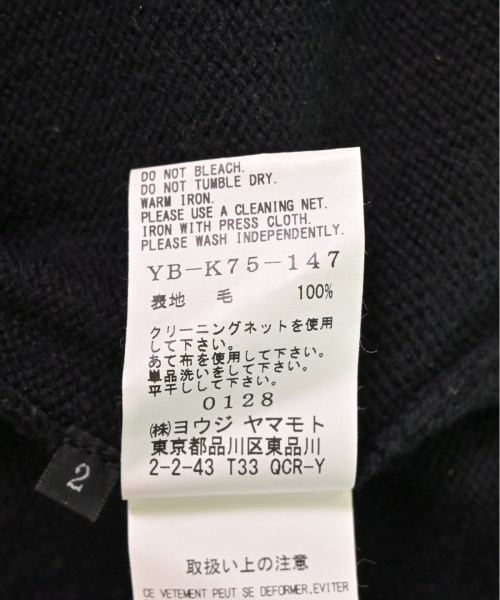 DO NOT BLEACH.
DO NOT TUMBLE DRY.
WARM IRON.
PLEASE USE A CLEANING NET.
IRON WITH PRESS CLOTH.
PLEASE WASH INDEPENDENTLY.
YB-K75-147
表地 毛 100%
クリーニングネットを使用
して下さい。
あて布を使用して下さい。
単品洗いをして下さい。
平干しして下さい。
0128
㈱ヨウジ ヤマモト
東京都品川区東品川
2-2-43 T33 QCR-Y
2
取扱い上の注意
CE VETEMENT PEUT SE DEFORMER,EVITER